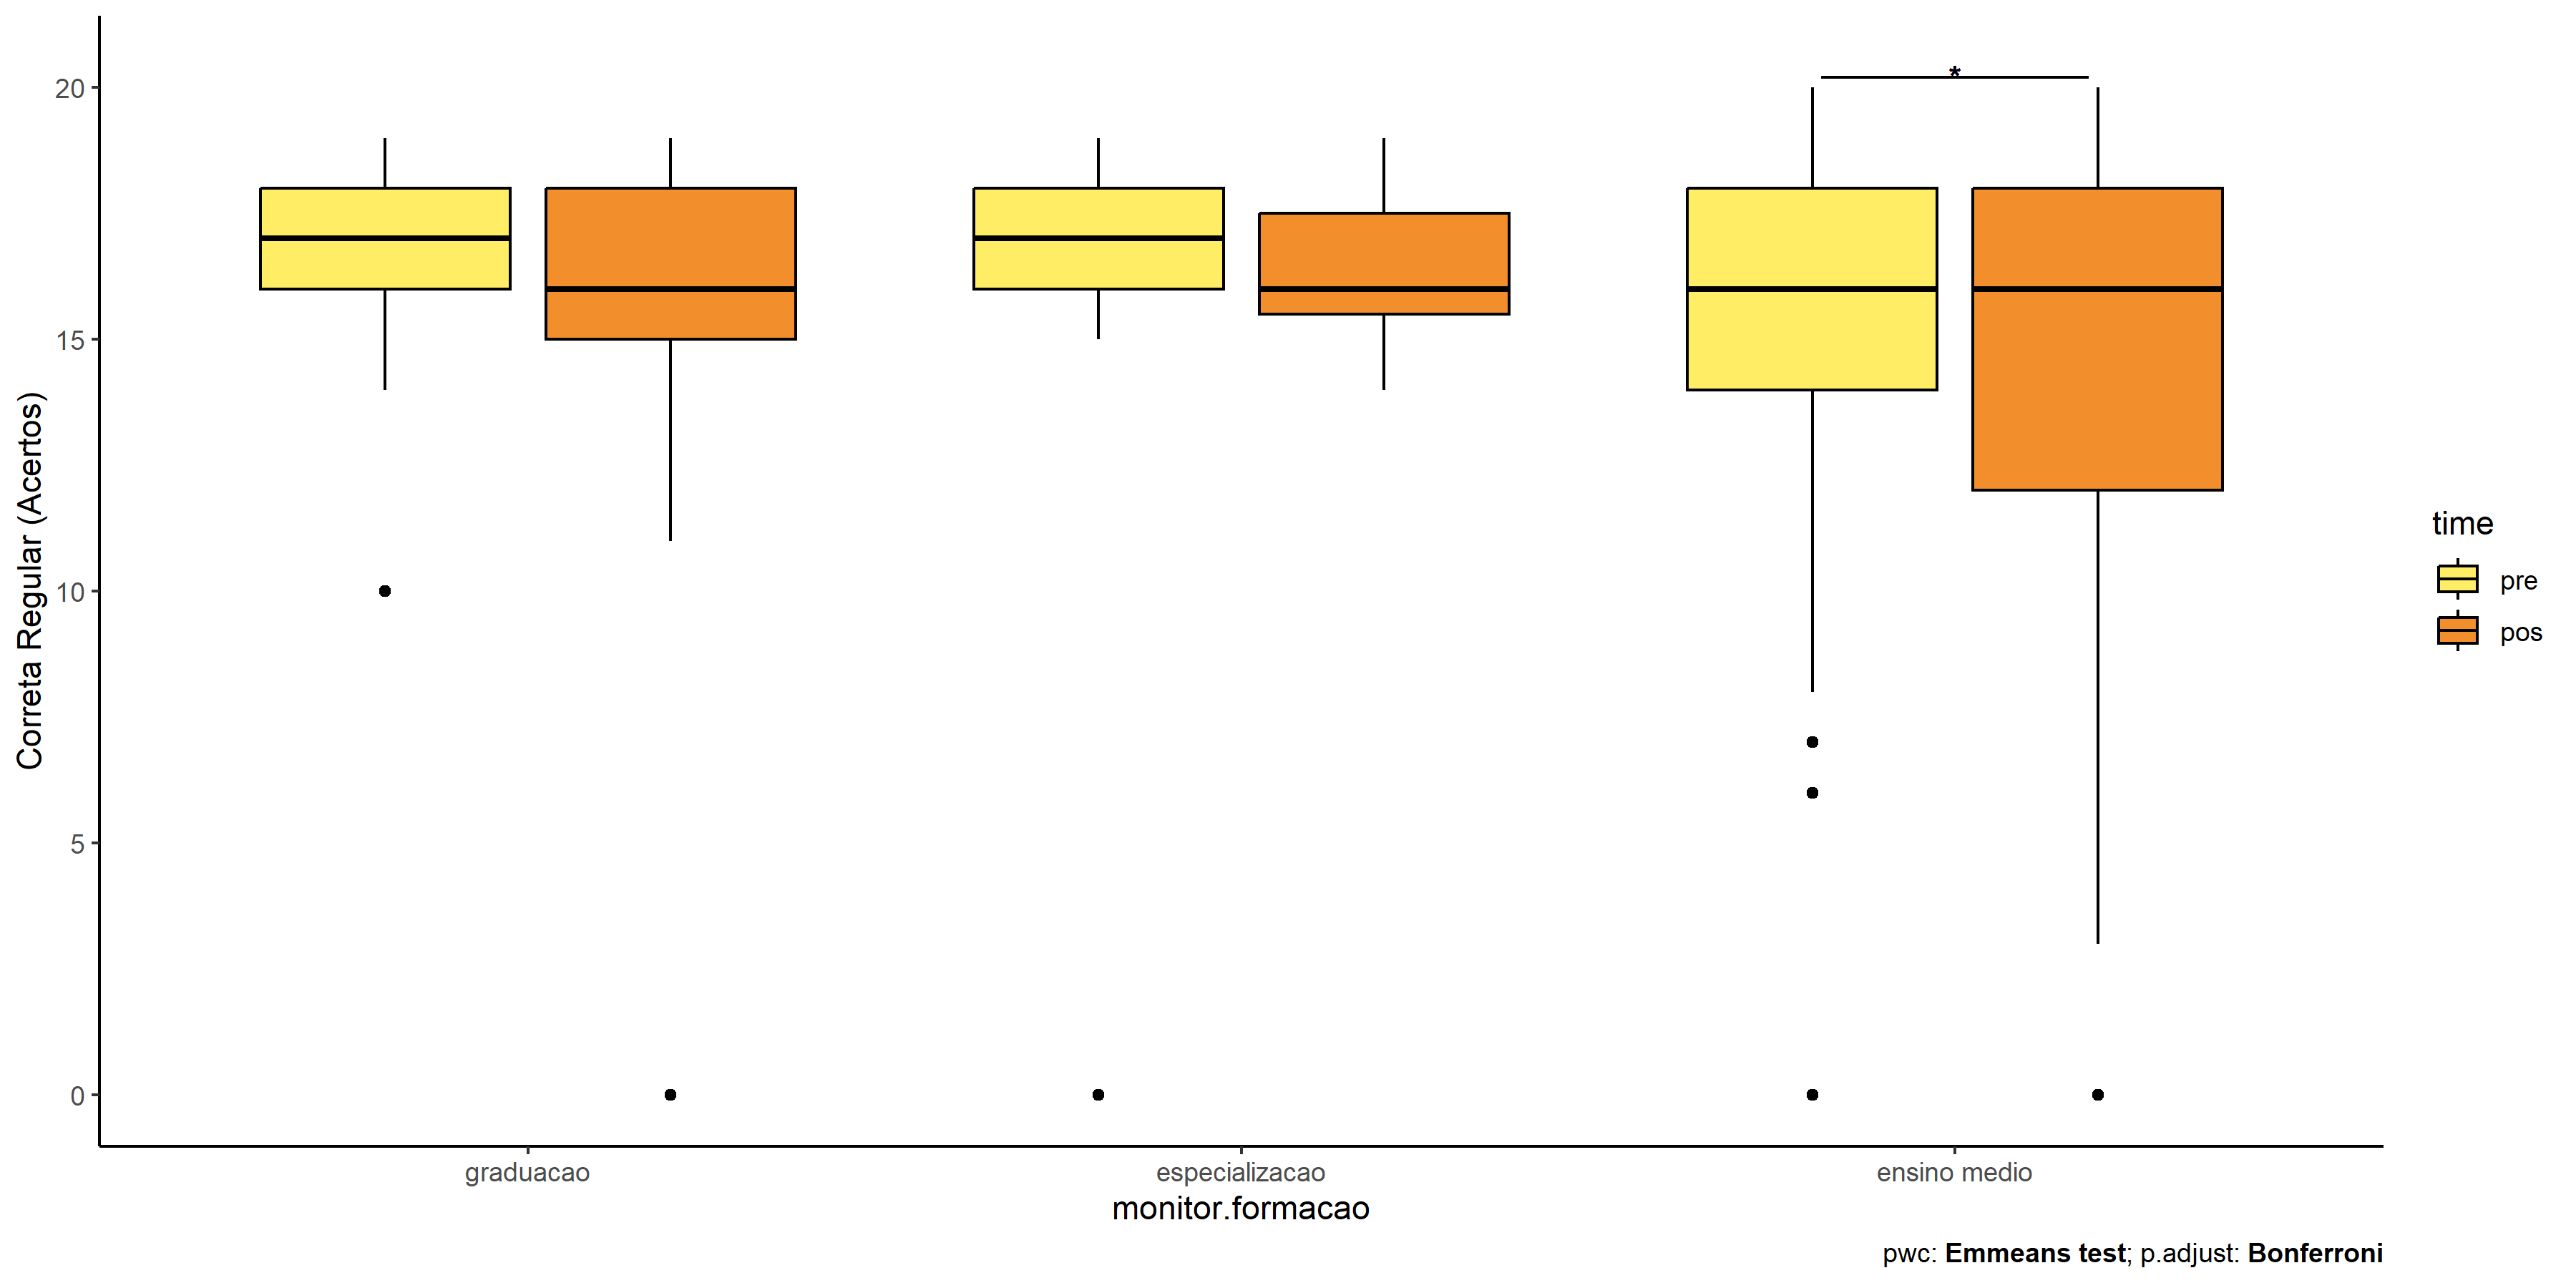 Correta Regular (Acertos)
20
15
10
5
0
*
graduacao
especializacao
ensino medio
monitor.formacao
time
pre
pos
pwc: Emmeans test; p.adjust: Bonferroni